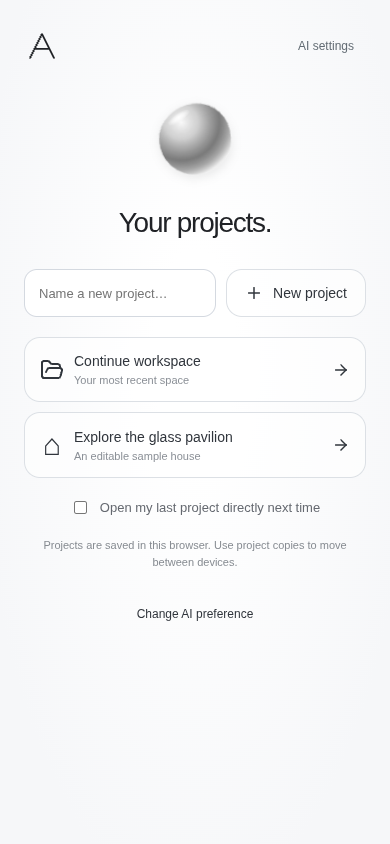 AI settings
Your projects.
Name a new project...
New project
Continue workspace
Your most recent space
Explore the glass pavilion
An editable sample house
Open my last project directly next time
Projects are saved in this browser. Use project copies to move
between devices.
Change AI preference